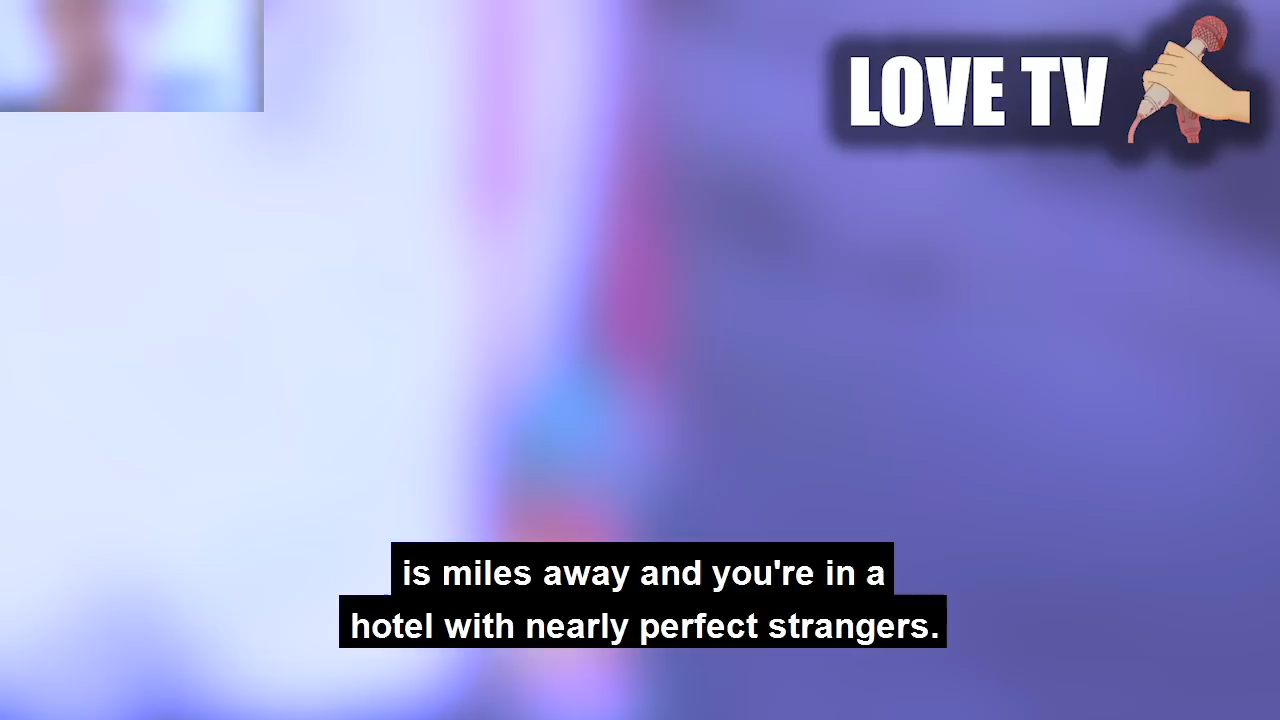 LOVE TV
is miles away and you're in a
hotel with nearly perfect strangers.